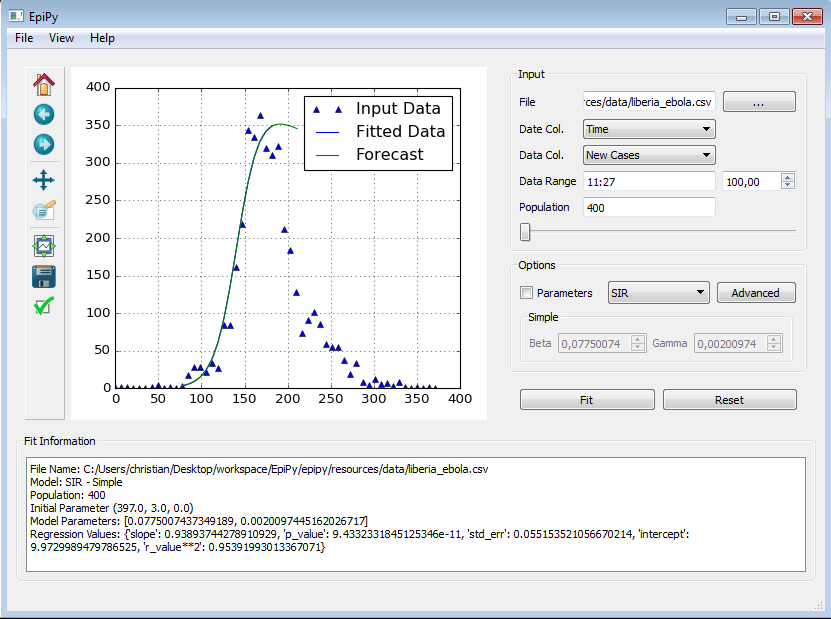 EpiPy
File View Help
400
350
300
250
200
150
100
50
0
0 50 100 150 200 250 300 350 400
Input Data
Fitted Data
Forecast
Input
File rces/data/liberia_ebola.csv ...
Date Col. Time
Data Col. New Cases
Data Range 11:27 100,00
Population 400
Options
Parameters SIR Advanced
Simple
Beta 0,07750074 Gamma 0,00200974
Fit Reset
Fit Information
File Name: C:/Users/christian/Desktop/workspace/EpiPy/epipy/resources/data/liberia_ebola.csv
Model: SIR - Simple
Population: 400
Initial Parameter (397.0, 3.0, 0.0)
Model Parameters: [0.0775007437349189, 0.0020097445162026717]
Regression Values: {'slope': 0.93893744278910929, 'p_value': 9.4332331845125346e-11, 'std_err': 0.055153521056670214, 'intercept':
9.9729989479786525, 'r_value**2': 0.95391993013367071}